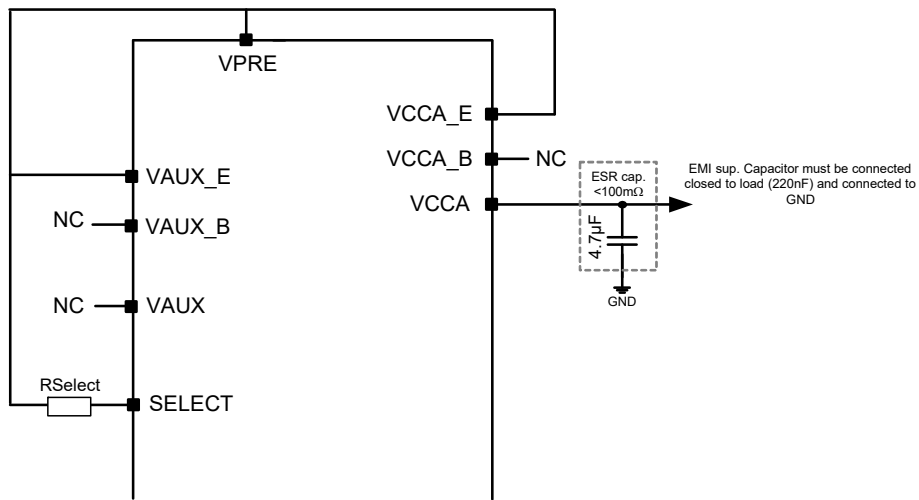 VPRE
VCCA_E
VCCA_B
NC
VCCA
ESR cap.
<100mΩ
4.7µF
GND
EMI sup. Capacitor must be connected
closed to load (220nF) and connected to
GND
VAUX_E
NC
VAUX_B
NC
VAUX
RSelect
SELECT